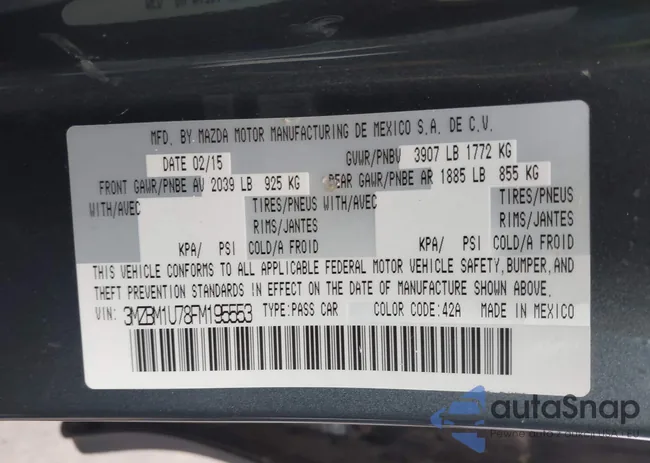 MFD. BY MAZDA MOTOR MANUFACTURING DE MEXICO S.A. DE C.V.
DATE 02/15 GVWR/PNBV 3907 LB 1772 KG
FRONT GAWR/PNBE AV 2039 LB 925 KG REAR GAWR/PNBE AR 1885 LB 855 KG
WITH/AVEC TIRES/PNEUS WITH/AVEC TIRES/PNEUS
RIMS/JANTES RIMS/JANTES
KPA/ PSI COLD/A FROID KPA/ PSI COLD/A FROID
THIS VEHICLE CONFORMS TO ALL APPLICABLE FEDERAL MOTOR VEHICLE SAFETY, BUMPER, AND
THEFT PREVENTION STANDARDS IN EFFECT ON THE DATE OF MANUFACTURE SHOWN ABOVE.
VIN: 3MZBM1U78FM195553 TYPE:PASS CAR COLOR CODE:42A MADE IN MEXICO
autoSnap